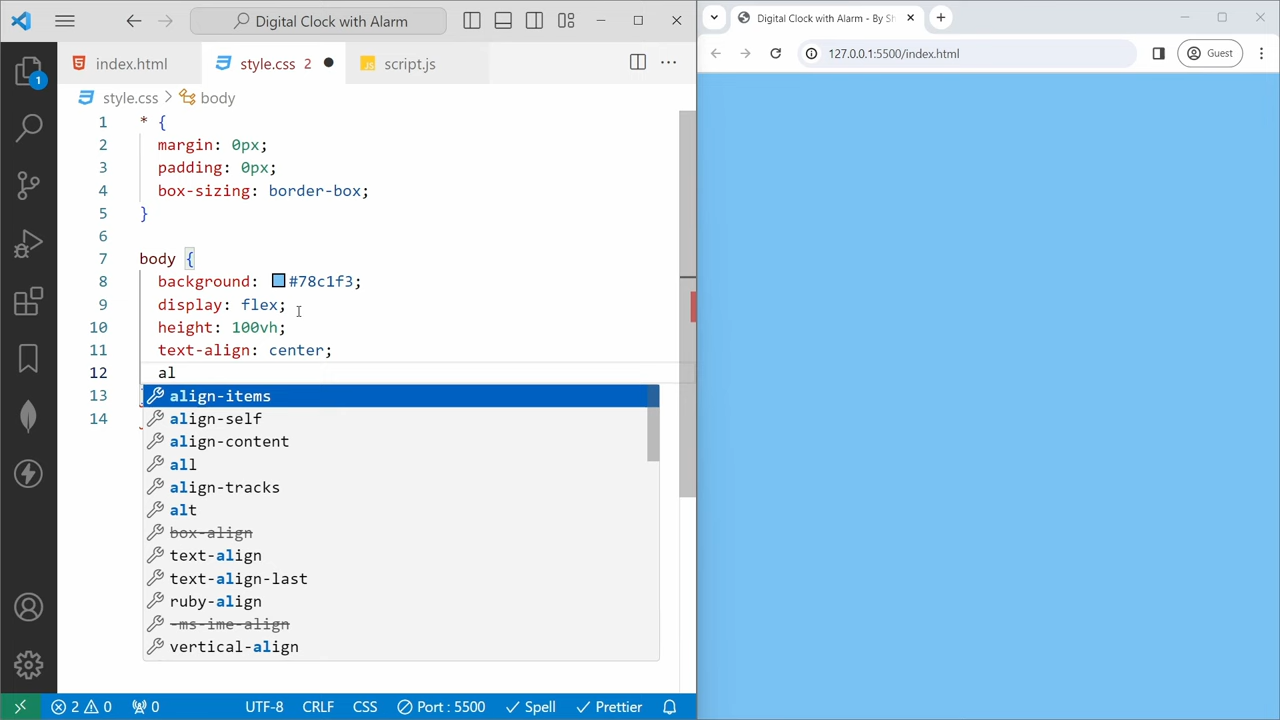 Digital Clock with Alarm
index.html
style.css 2
script.js
style.css > body
1 * {
2 margin: 0px;
3 padding: 0px;
4 box-sizing: border-box;
5 }
6
7 body {
8 background: #78c1f3;
9 display: flex;
10 height: 100vh;
11 text-align: center;
12 al
13
14
align-items
align-self
align-content
all
align-tracks
alt
box-align
text-align
text-align-last
ruby-align
-ms-ime-align
vertical-align
1
2 0 0 UTF-8 CRLF CSS Port : 5500 Spell Prettier
Digital Clock with Alarm - By Sh
127.0.0.1:5500/index.html
Guest